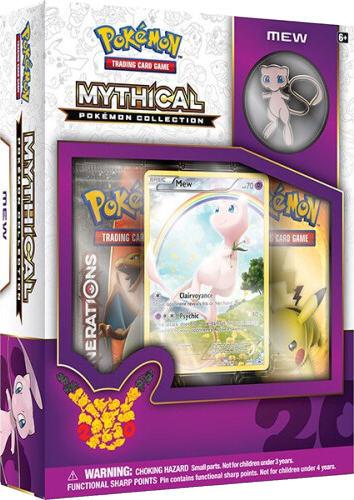 POKÉMON
TRADING CARD GAME
MYTHICAL
POKÉMON COLLECTION
MEW
6+
MEW
MYTHICAL
POKÉMON COLLECTION
BASIC
Mew
70
Clairvoyance
Psychic
POKÉMON
TRADING CARD GAME
NERATIONS
CARD GAME
20
WARNING: CHOKING HAZARD Small parts. Not for children under 3 years.
FUNCTIONAL SHARP POINTS Pin contains functional sharp points. Not for children under 4 years.